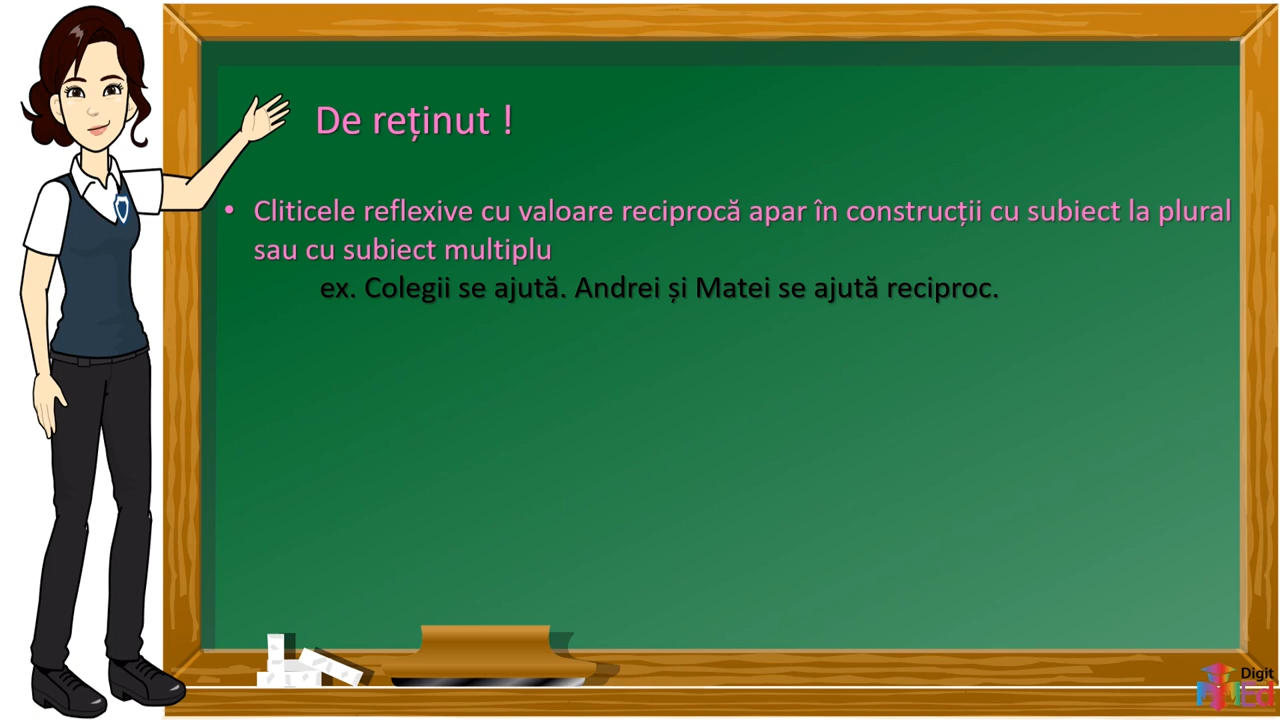 De reținut !
• Cliticele reflexive cu valoare reciprocă apar în construcții cu subiect la plural
sau cu subiect multiplu
ex. Colegii se ajută. Andrei și Matei se ajută reciproc.
Digit